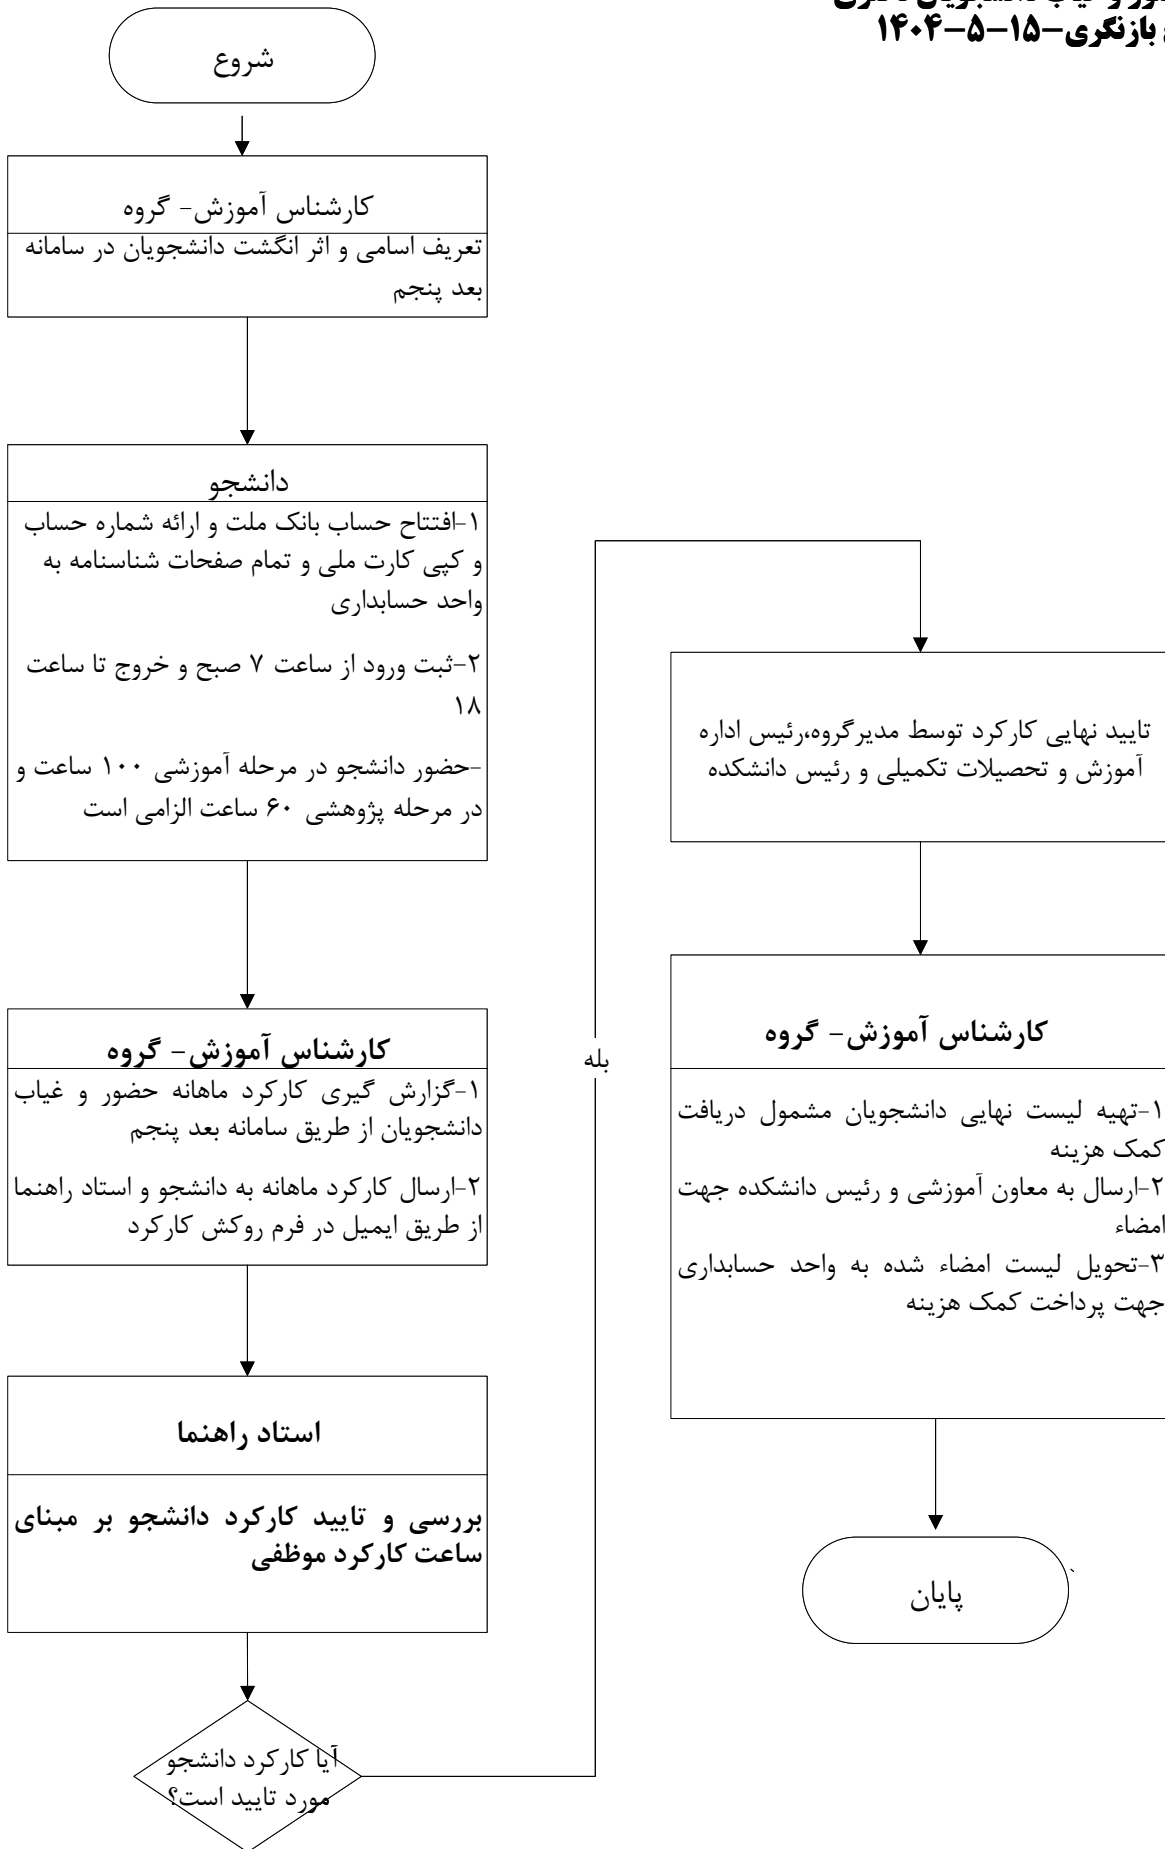 بازنگری-۱۵-۵-۱۴۰۴
شروع
کارشناس آموزش- گروه
تعریف اسامی و اثر انگشت دانشجویان در سامانه
بعد پنجم
دانشجو
۱-افتتاح حساب بانک ملت و ارائه شماره حساب
و کپی کارت ملی و تمام صفحات شناسنامه به
واحد حسابداری
۲-ثبت ورود از ساعت ۷ صبح و خروج تا ساعت
۱۸
-حضور دانشجو در مرحله آموزشی ۱۰۰ ساعت و
در مرحله پژوهشی ۶۰ ساعت الزامی است
کارشناس آموزش- گروه
۱-گزارش گیری کارکرد ماهانه حضور و غیاب
دانشجویان از طریق سامانه بعد پنجم
۲-ارسال کارکرد ماهانه به دانشجو و استاد راهنما
از طریق ایمیل در فرم روکش کارکرد
استاد راهنما
بررسی و تایید کارکرد دانشجو بر مبنای
ساعت کارکرد موظفی
آیا کارکرد دانشجو
مورد تایید است؟
بله
تایید نهایی کارکرد توسط مدیرگروه،رئیس اداره
آموزش و تحصیلات تکمیلی و رئیس دانشکده
کارشناس آموزش- گروه
۱-تهیه لیست نهایی دانشجویان مشمول دریافت
کمک هزینه
۲-ارسال به معاون آموزشی و رئیس دانشکده جهت
امضاء
۳-تحویل لیست امضاء شده به واحد حسابداری
جهت پرداخت کمک هزینه
پایان